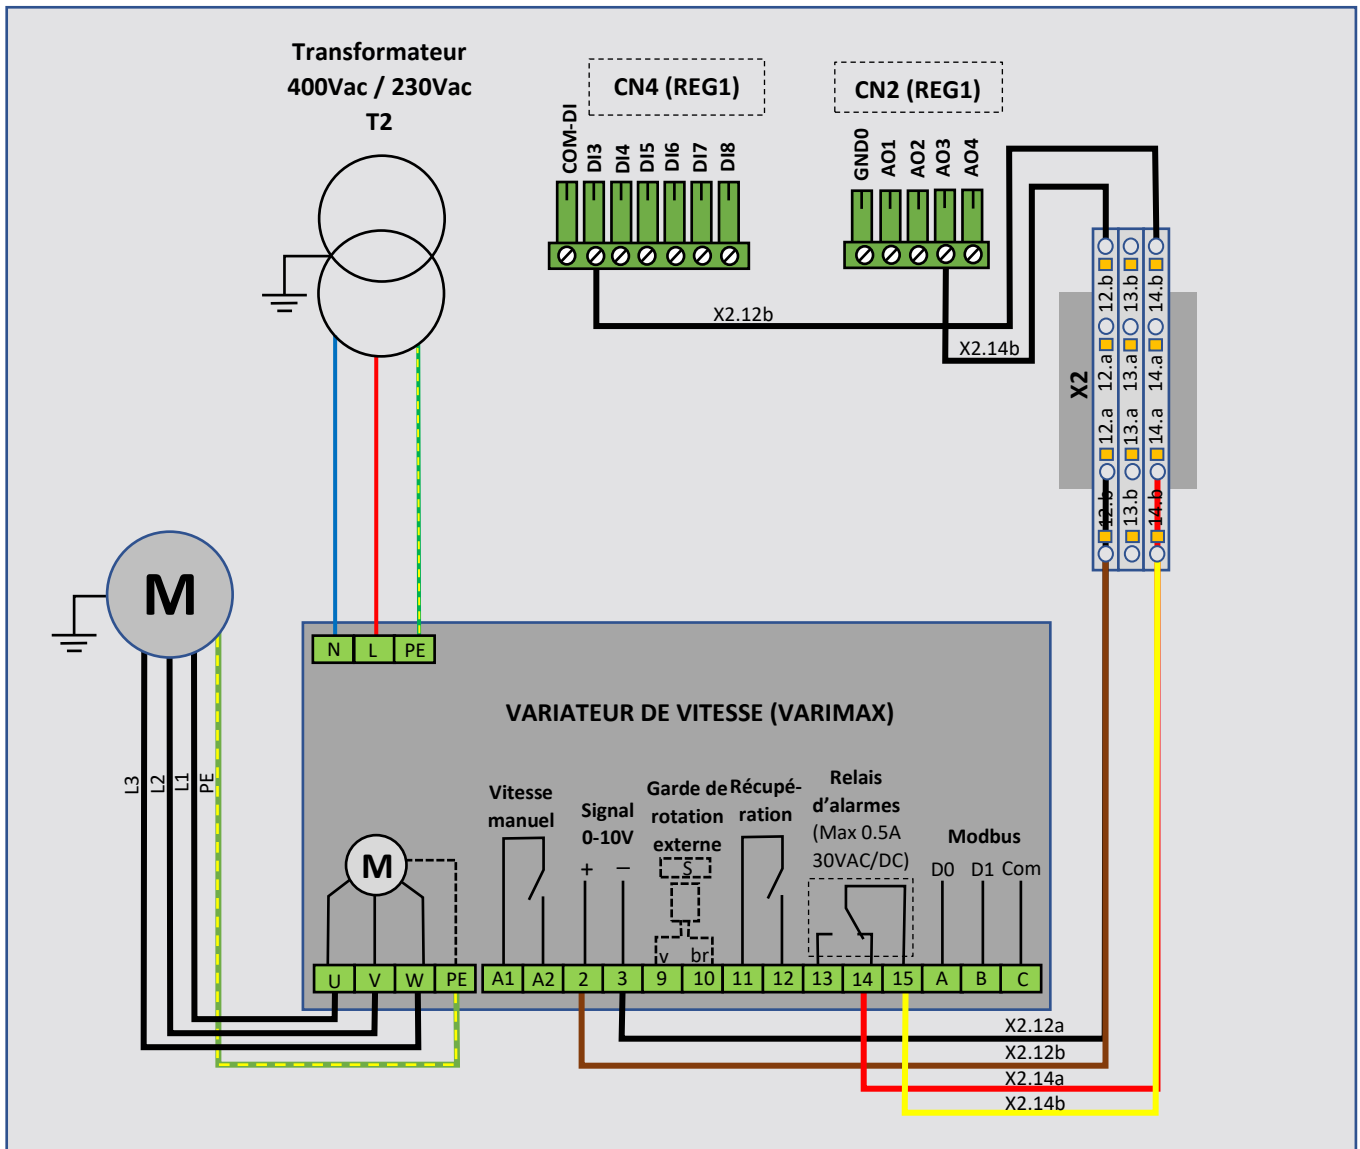 Transformateur
400Vac / 230Vac
T2
CN4 (REG1)
CN2 (REG1)
COM-DI
DI3
DI4
DI5
DI6
DI7
DI8
GND0
AO1
AO2
AO3
AO4
X2.12b
X2.14b
X2
12.b
13.b
14.b
12.a
13.a
14.a
12.a
13.a
14.a
12.b
13.b
14.b
M
L3
L2
L1
PE
N
L
PE
VARIATEUR DE VITESSE (VARIMAX)
Vitesse
manuel
Signal
0-10V
+
−
Garde de
rotation
externe
S
v
br
Récupé-
ration
Relais
d’alarmes
(Max 0.5A
30VAC/DC)
Modbus
D0
D1
Com
M
U
V
W
PE
A1
A2
2
3
9
10
11
12
13
14
15
A
B
C
X2.12a
X2.12b
X2.14a
X2.14b